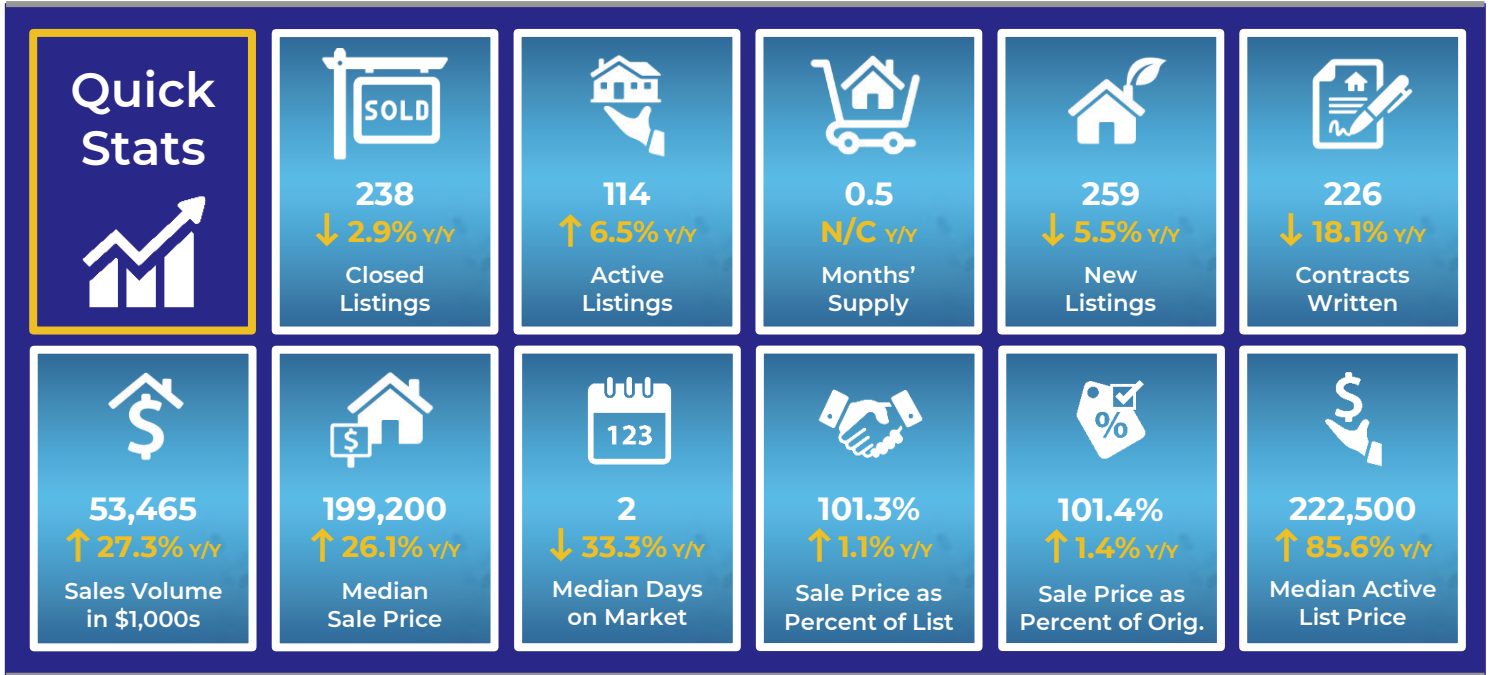 Quick
Stats
SOLD
238
↓ 2.9% Y/Y
Closed
Listings
114
↑ 6.5% Y/Y
Active
Listings
0.5
N/C Y/Y
Months’
Supply
259
↓ 5.5% Y/Y
New
Listings
226
↓ 18.1% Y/Y
Contracts
Written
$
53,465
↑ 27.3% Y/Y
Sales Volume
in $1,000s
$
199,200
↑ 26.1% Y/Y
Median
Sale Price
123
2
↓ 33.3% Y/Y
Median Days
on Market
101.3%
↑ 1.1% Y/Y
Sale Price as
Percent of List
%
101.4%
↑ 1.4% Y/Y
Sale Price as
Percent of Orig.
$
222,500
↑ 85.6% Y/Y
Median Active
List Price